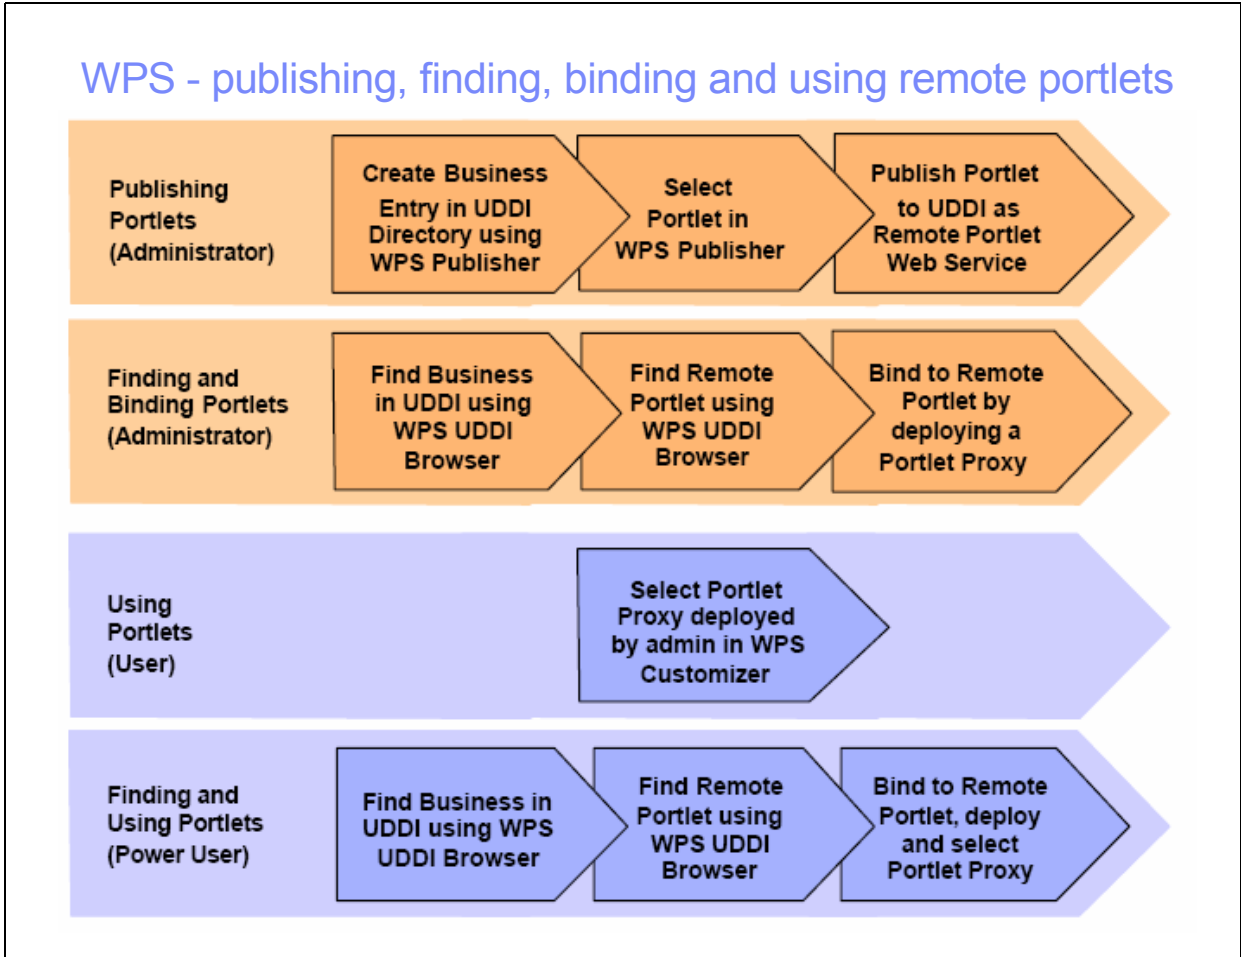 WPS - publishing, finding, binding and using remote portlets
Publishing
Portlets
(Administrator)
Create Business
Entry in UDDI
Directory using
WPS Publisher
Select
Portlet in
WPS Publisher
Publish Portlet
to UDDI as
Remote Portlet
Web Service
Finding and
Binding Portlets
(Administrator)
Find Business
in UDDI using
WPS UDDI
Browser
Find Remote
Portlet using
WPS UDDI
Browser
Bind to Remote
Portlet by
deploying a
Portlet Proxy
Using
Portlets
(User)
Select Portlet
Proxy deployed
by admin in WPS
Customizer
Finding and
Using Portlets
(Power User)
Find Business in
UDDI using WPS
UDDI Browser
Find Remote
Portlet using
WPS UDDI
Browser
Bind to Remote
Portlet, deploy
and select
Portlet Proxy